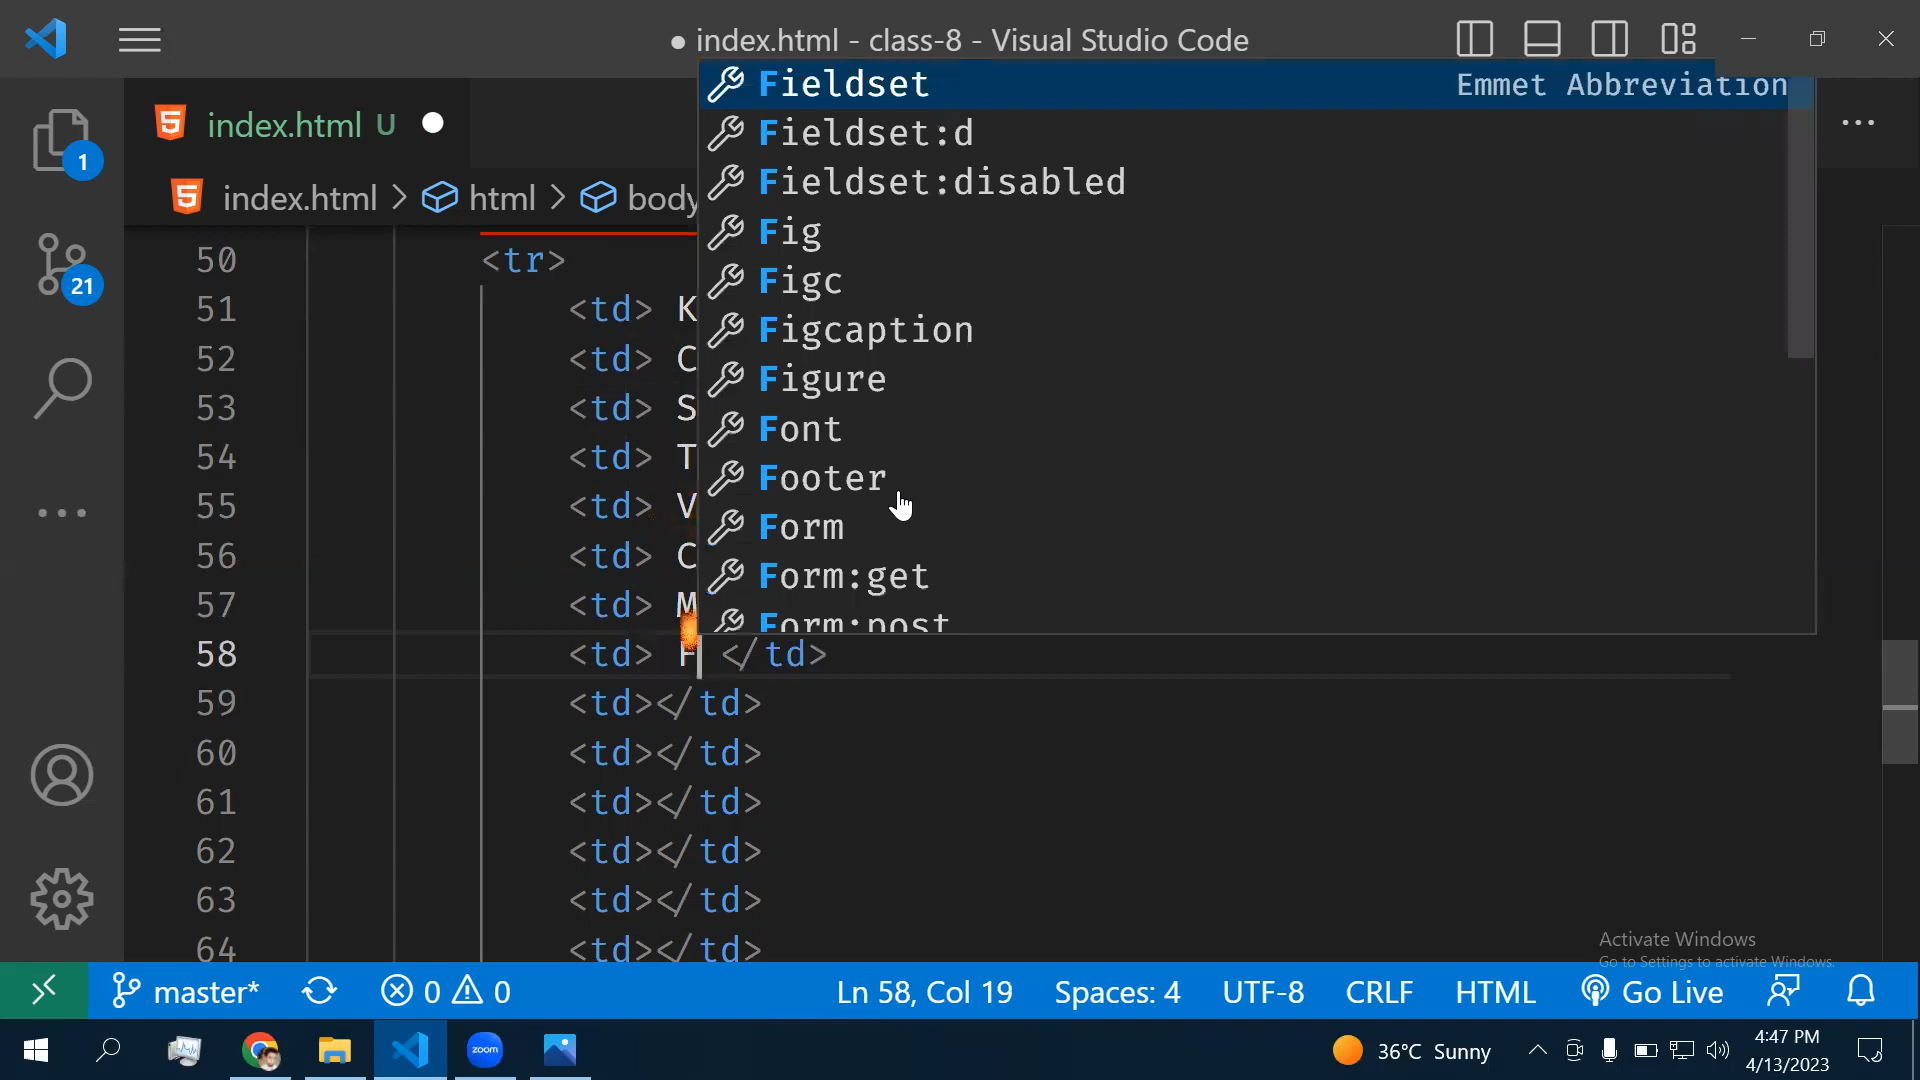 index.html - class-8 - Visual Studio Code
index.html U
index.html > html > body
Fieldset Emmet Abbreviation
Fieldset:d
Fieldset:disabled
Fig
Figc
Figcaption
Figure
Font
Footer
Form
Form:get
Form:post
50 <tr>
51 <td> K
52 <td> C
53 <td> S
54 <td> T
55 <td> V
56 <td> C
57 <td> M
58 <td> F </td>
59 <td></td>
60 <td></td>
61 <td></td>
62 <td></td>
63 <td></td>
64 <td></td>
1
21
Activate Windows
Go to Settings to activate Windows.
master* 0 0 Ln 58, Col 19 Spaces: 4 UTF-8 CRLF HTML Go Live
zoom 36°C Sunny 4:47 PM
4/13/2023